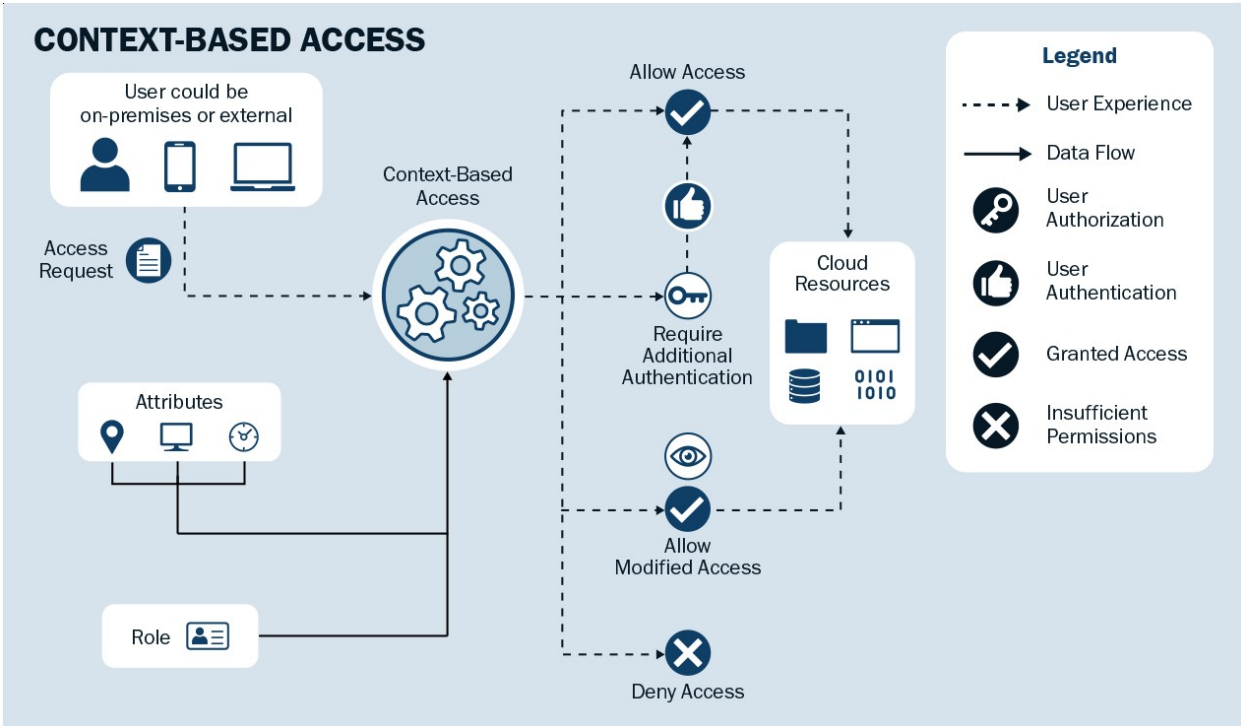 CONTEXT-BASED ACCESS
User could be
on-premises or external
Access
Request
Context-Based
Access
Attributes
Role
Allow Access
Require
Additional
Authentication
Allow
Modified Access
Deny Access
Cloud
Resources
0101
1010
Legend
User Experience
Data Flow
User
Authorization
User
Authentication
Granted Access
Insufficient
Permissions